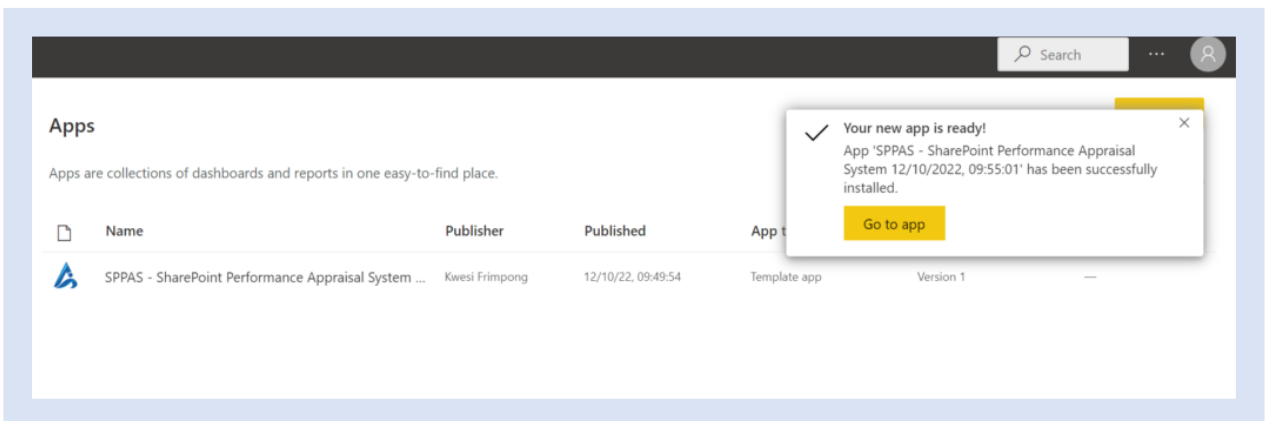 Search
...
Apps
Apps are collections of dashboards and reports in one easy-to-find place.
Your new app is ready!
App 'SPPAS - SharePoint Performance Appraisal
System 12/10/2022, 09:55:01' has been successfully
installed.
Go to app
Name Publisher Published App t
SPPAS - SharePoint Performance Appraisal System ... Kwesi Frimpong 12/10/22, 09:49:54 Template app Version 1 —